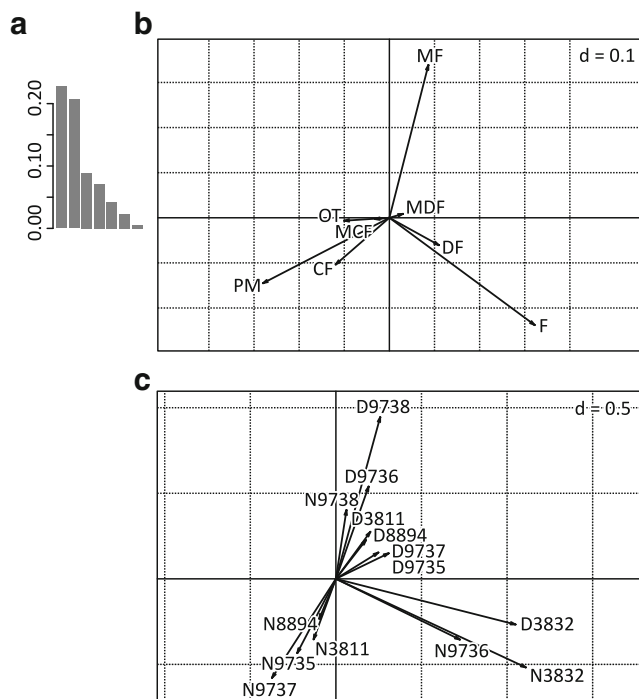 a
b
0.20
0.10
0.00
d = 0.1
MF
MDF
OT
MCF
DF
CF
PM
F
c
d = 0.5
D9738
D9736
N9738
D3811
D8894
D9737
D9735
N8894
D3832
N3811
N9736
N9735
N3832
N9737